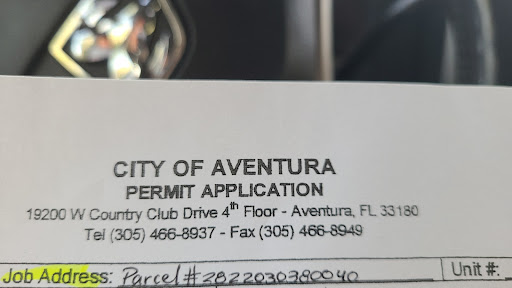 CITY OF AVENTURA
PERMIT APPLICATION
19200 W Country Club Drive 4th Floor - Aventura, FL 33180
Tel (305) 466-8937 - Fax (305) 466-8949
Job Address: Parcel # 2822030380040 Unit #: